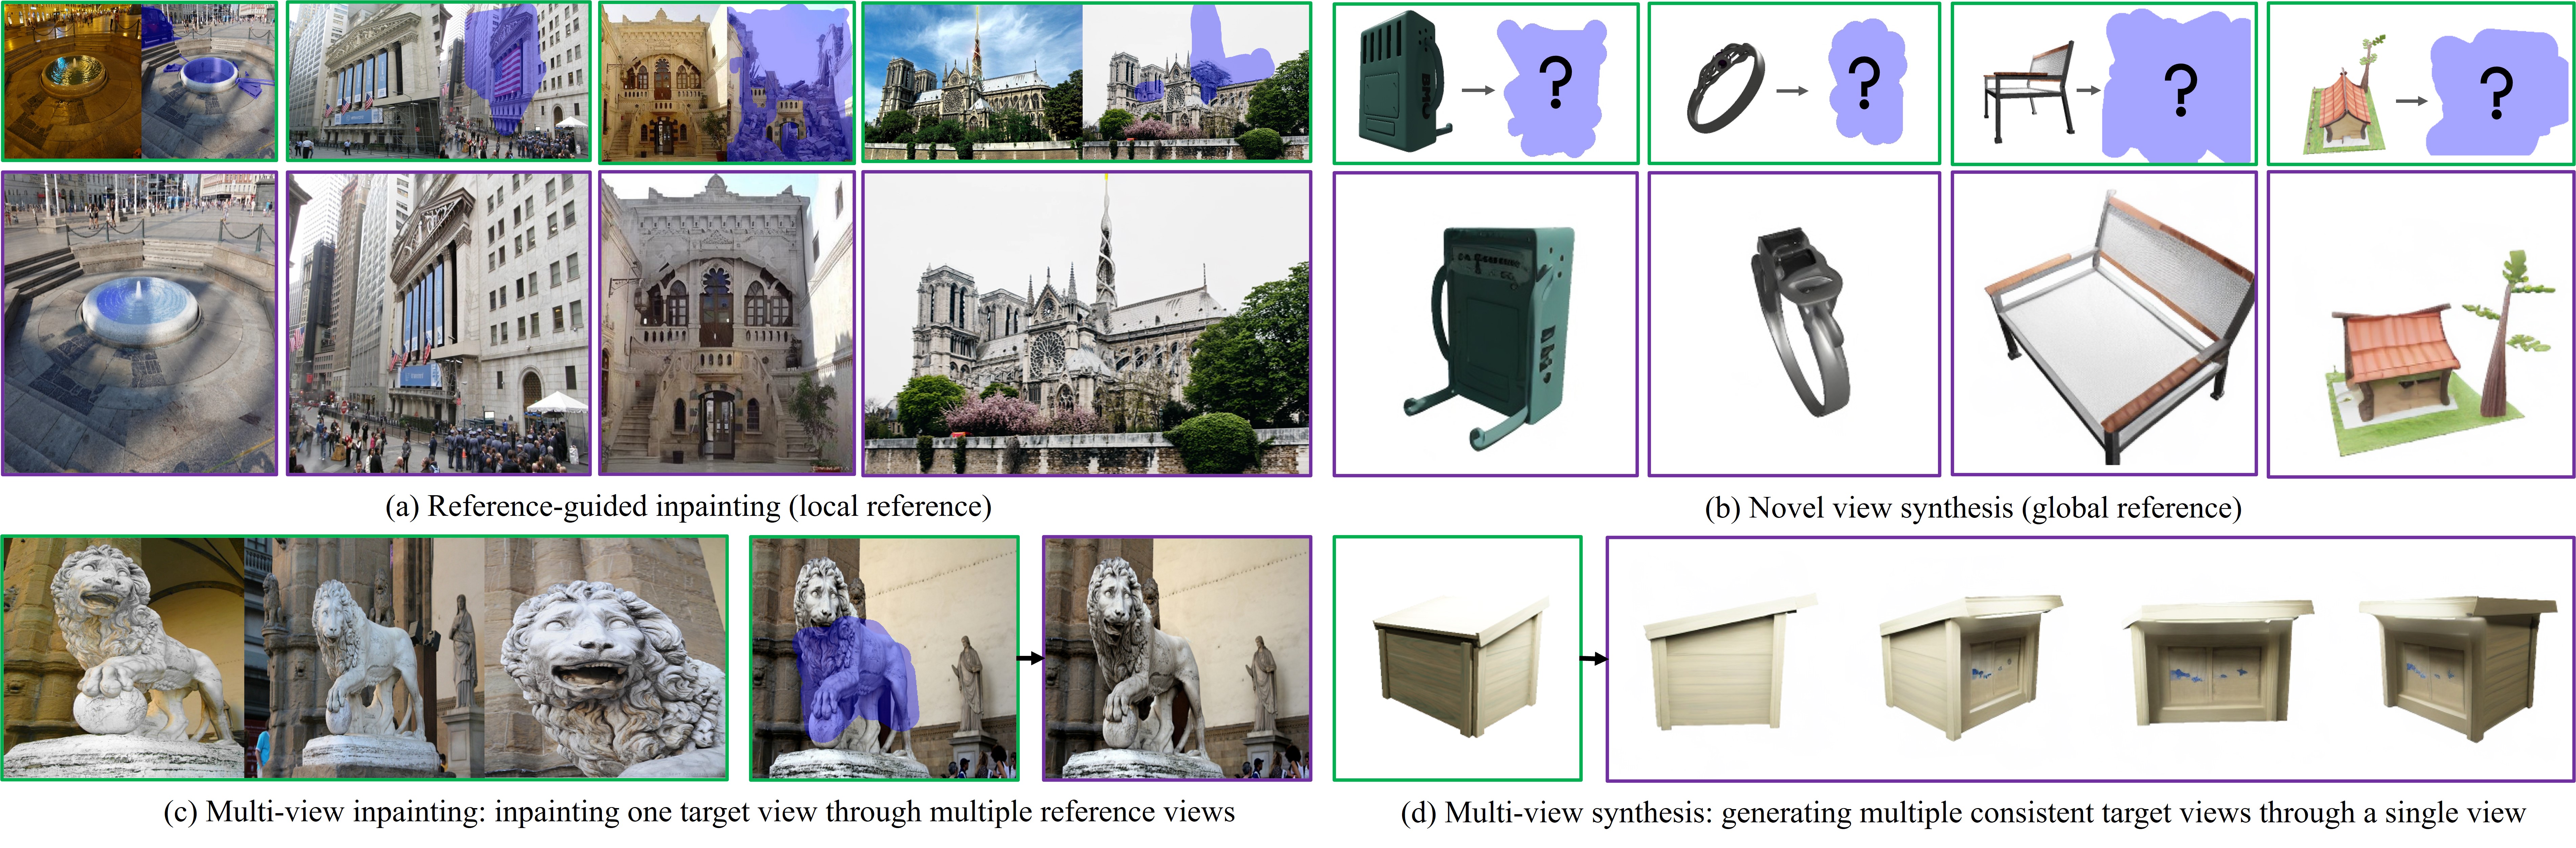 BMO
?
?
?
?
(a) Reference-guided inpainting (local reference)
(b) Novel view synthesis (global reference)
(c) Multi-view inpainting: inpainting one target view through multiple reference views
(d) Multi-view synthesis: generating multiple consistent target views through a single view